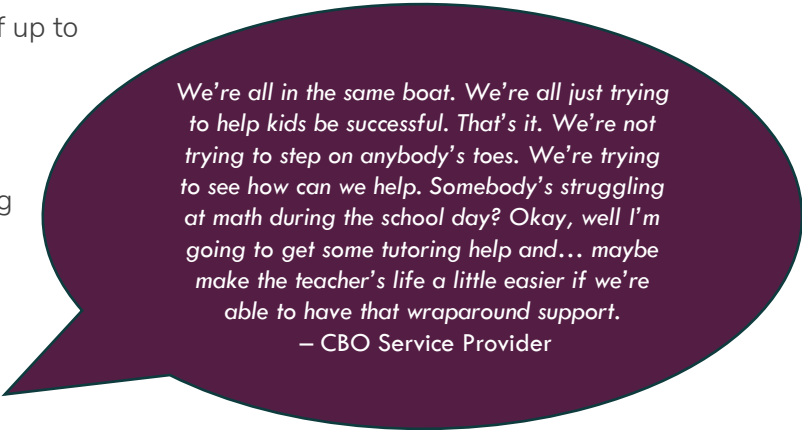 f up to
We’re all in the same boat. We’re all just trying
to help kids be successful. That’s it. We’re not
trying to step on anybody’s toes. We’re trying
to see how can we help. Somebody’s struggling
g
at math during the school day? Okay, well I’m
going to get some tutoring help and… maybe
make the teacher’s life a little easier if we’re
able to have that wraparound support.
– CBO Service Provider